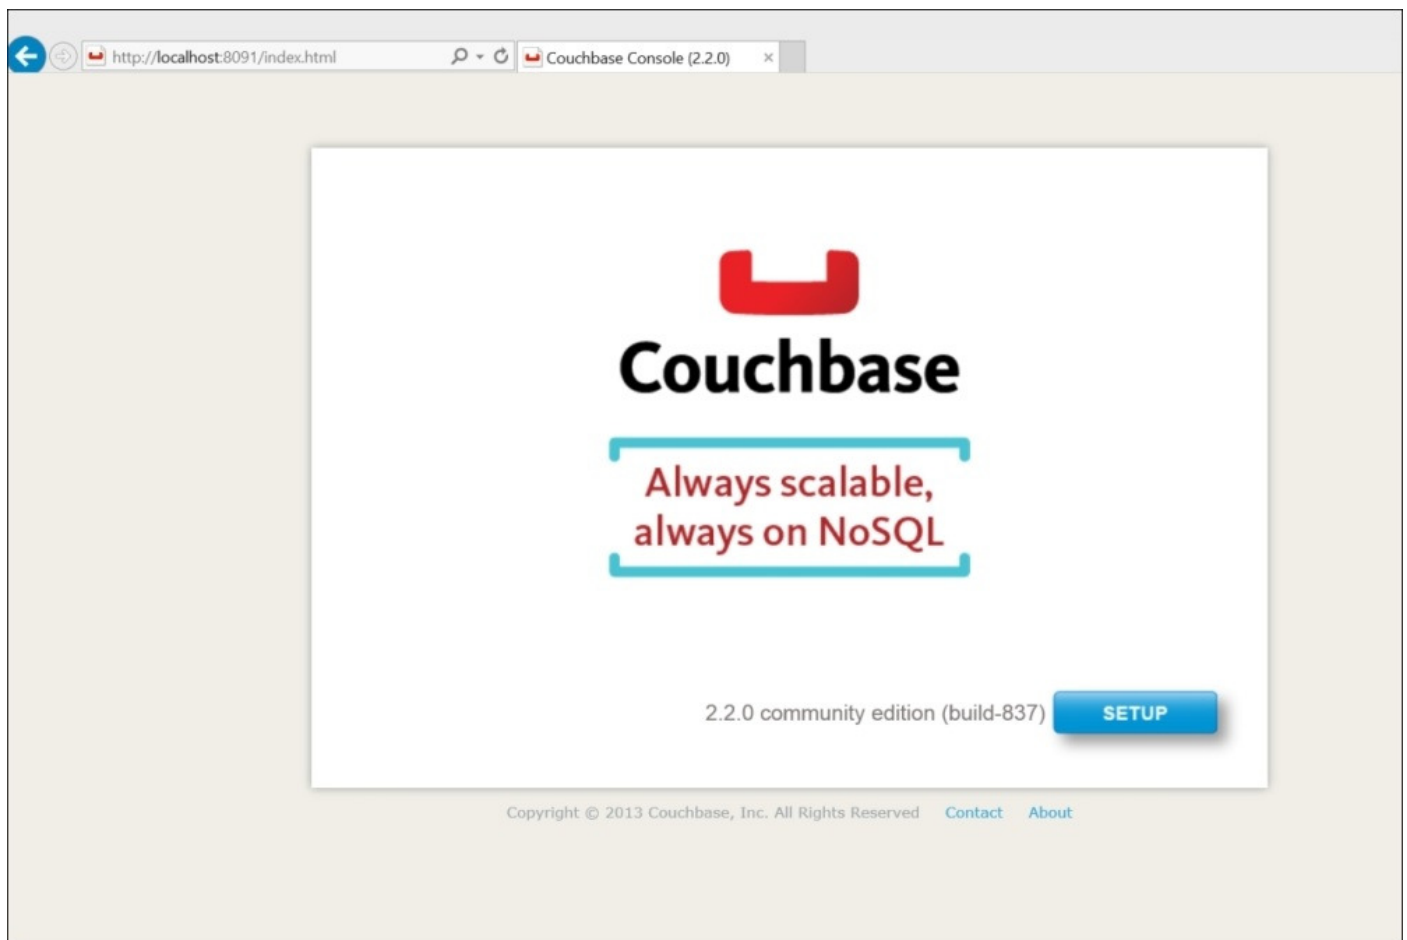 http://localhost:8091/index.html
Couchbase Console (2.2.0)
Couchbase
Always scalable,
always on NoSQL
2.2.0 community edition (build-837)
SETUP
Copyright © 2013 Couchbase, Inc. All Rights Reserved Contact About